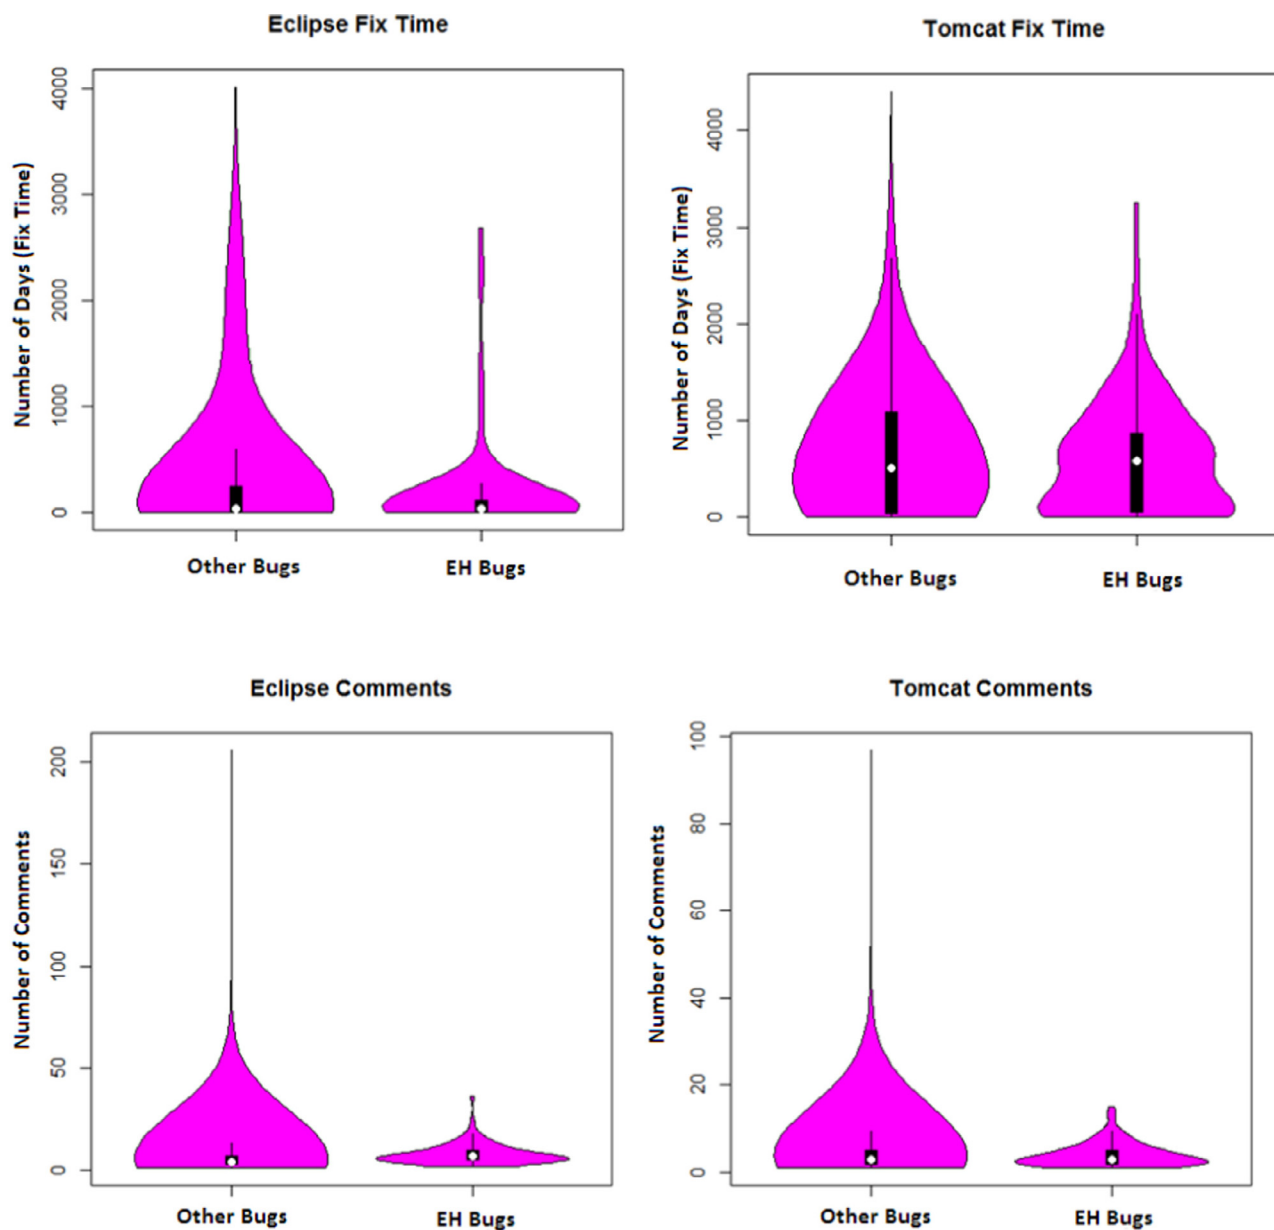 Eclipse Fix Time
Number of Days (Fix Time)
4000
3000
2000
1000
0
Other Bugs
EH Bugs
Tomcat Fix Time
Number of Days (Fix Time)
4000
3000
2000
1000
0
Other Bugs
EH Bugs
Eclipse Comments
Number of Comments
200
150
100
50
0
Other Bugs
EH Bugs
Tomcat Comments
Number of Comments
100
80
60
40
20
0
Other Bugs
EH Bugs